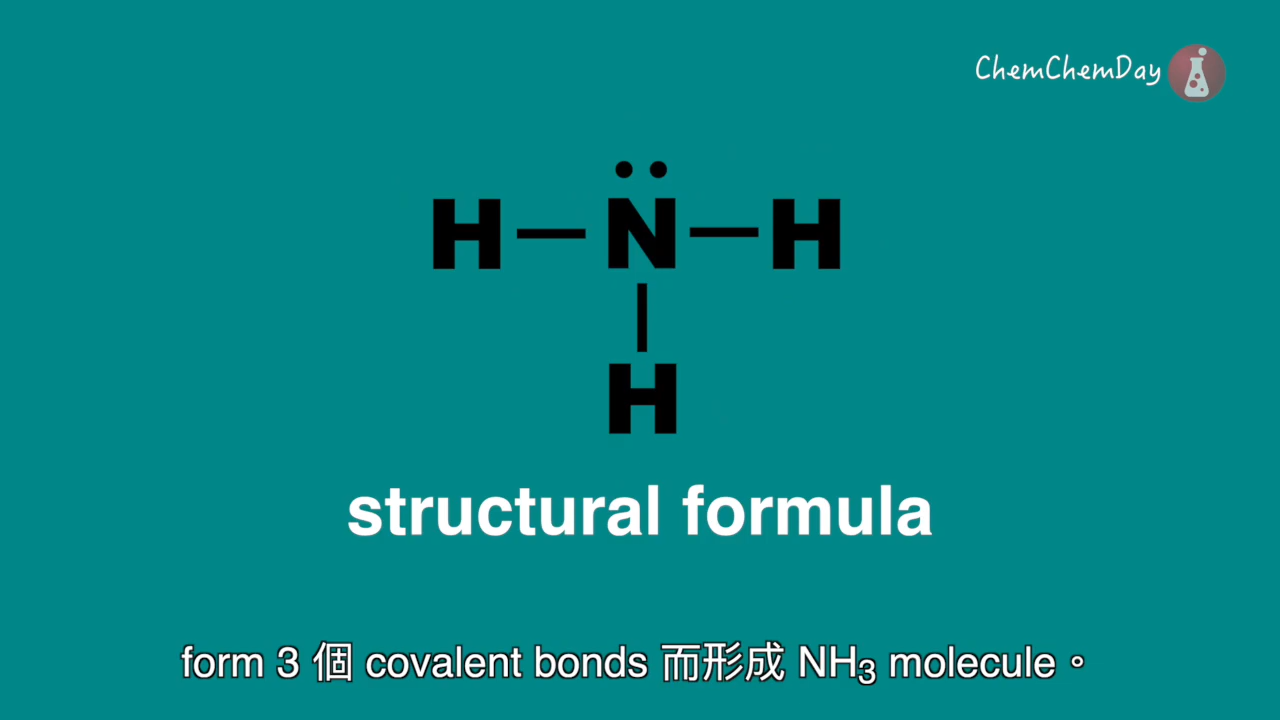 ChemChemDay
H — N̈ — H
|
H
structural formula
form 3 個 covalent bonds 而形成 NH₃ molecule。